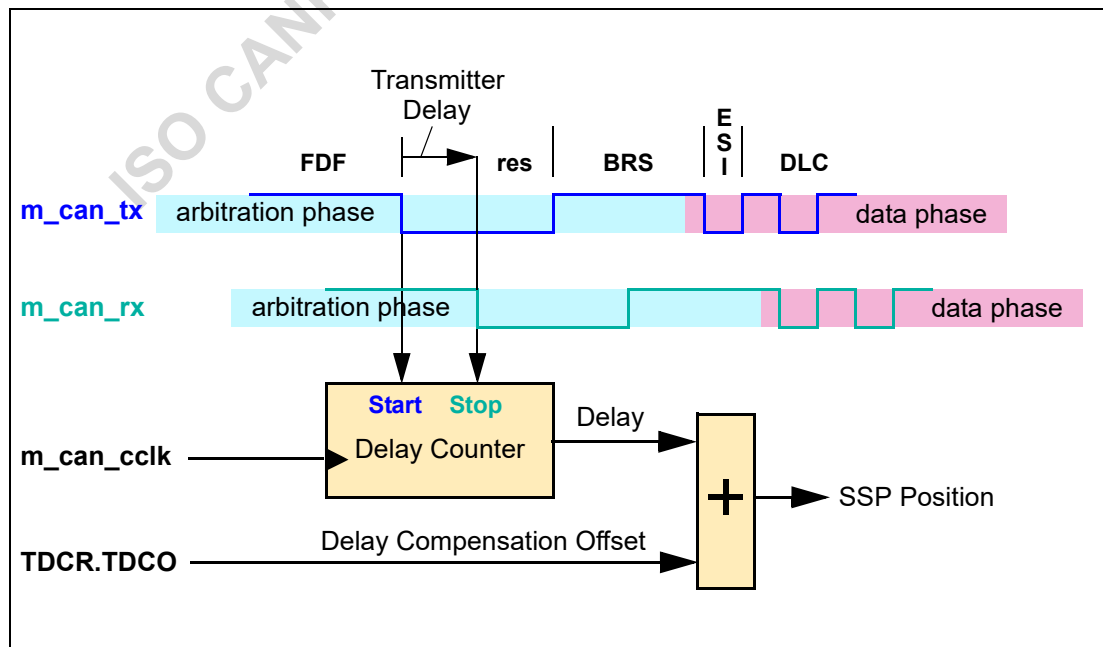 ISO CAN
Transmitter
Delay
E
S
I
FDF
res
BRS
DLC
m_can_tx
arbitration phase
data phase
m_can_rx
arbitration phase
data phase
Start
Stop
Delay
m_can_cclk
Delay Counter
+
SSP Position
Delay Compensation Offset
TDCR.TDCO